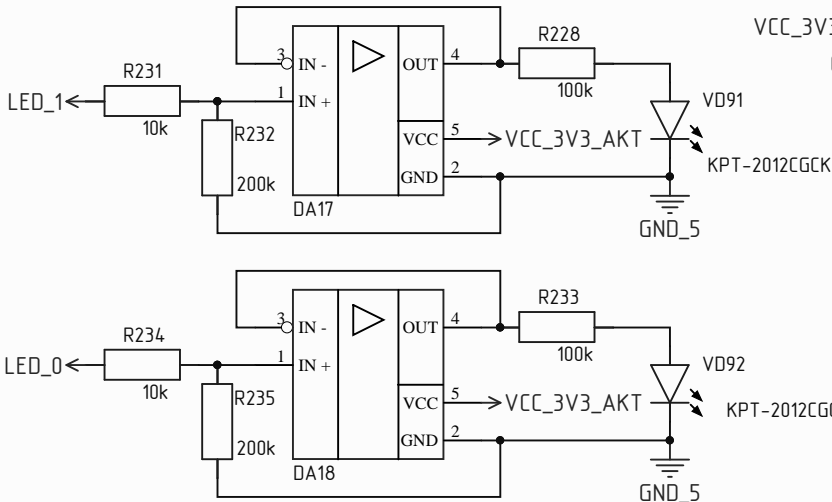 VCC_3V3
3 IN - OUT 4 R228
R231
LED_1 1 IN + 100k VD91
10k R232
VCC 5 VCC_3V3_AKT
200k GND 2 KPT-2012CGCK
DA17
GND_5
3 IN - OUT 4 R233
R234
LED_0 1 IN + 100k VD92
10k R235
VCC 5 VCC_3V3_AKT KPT-2012CG
200k GND 2
DA18
GND_5